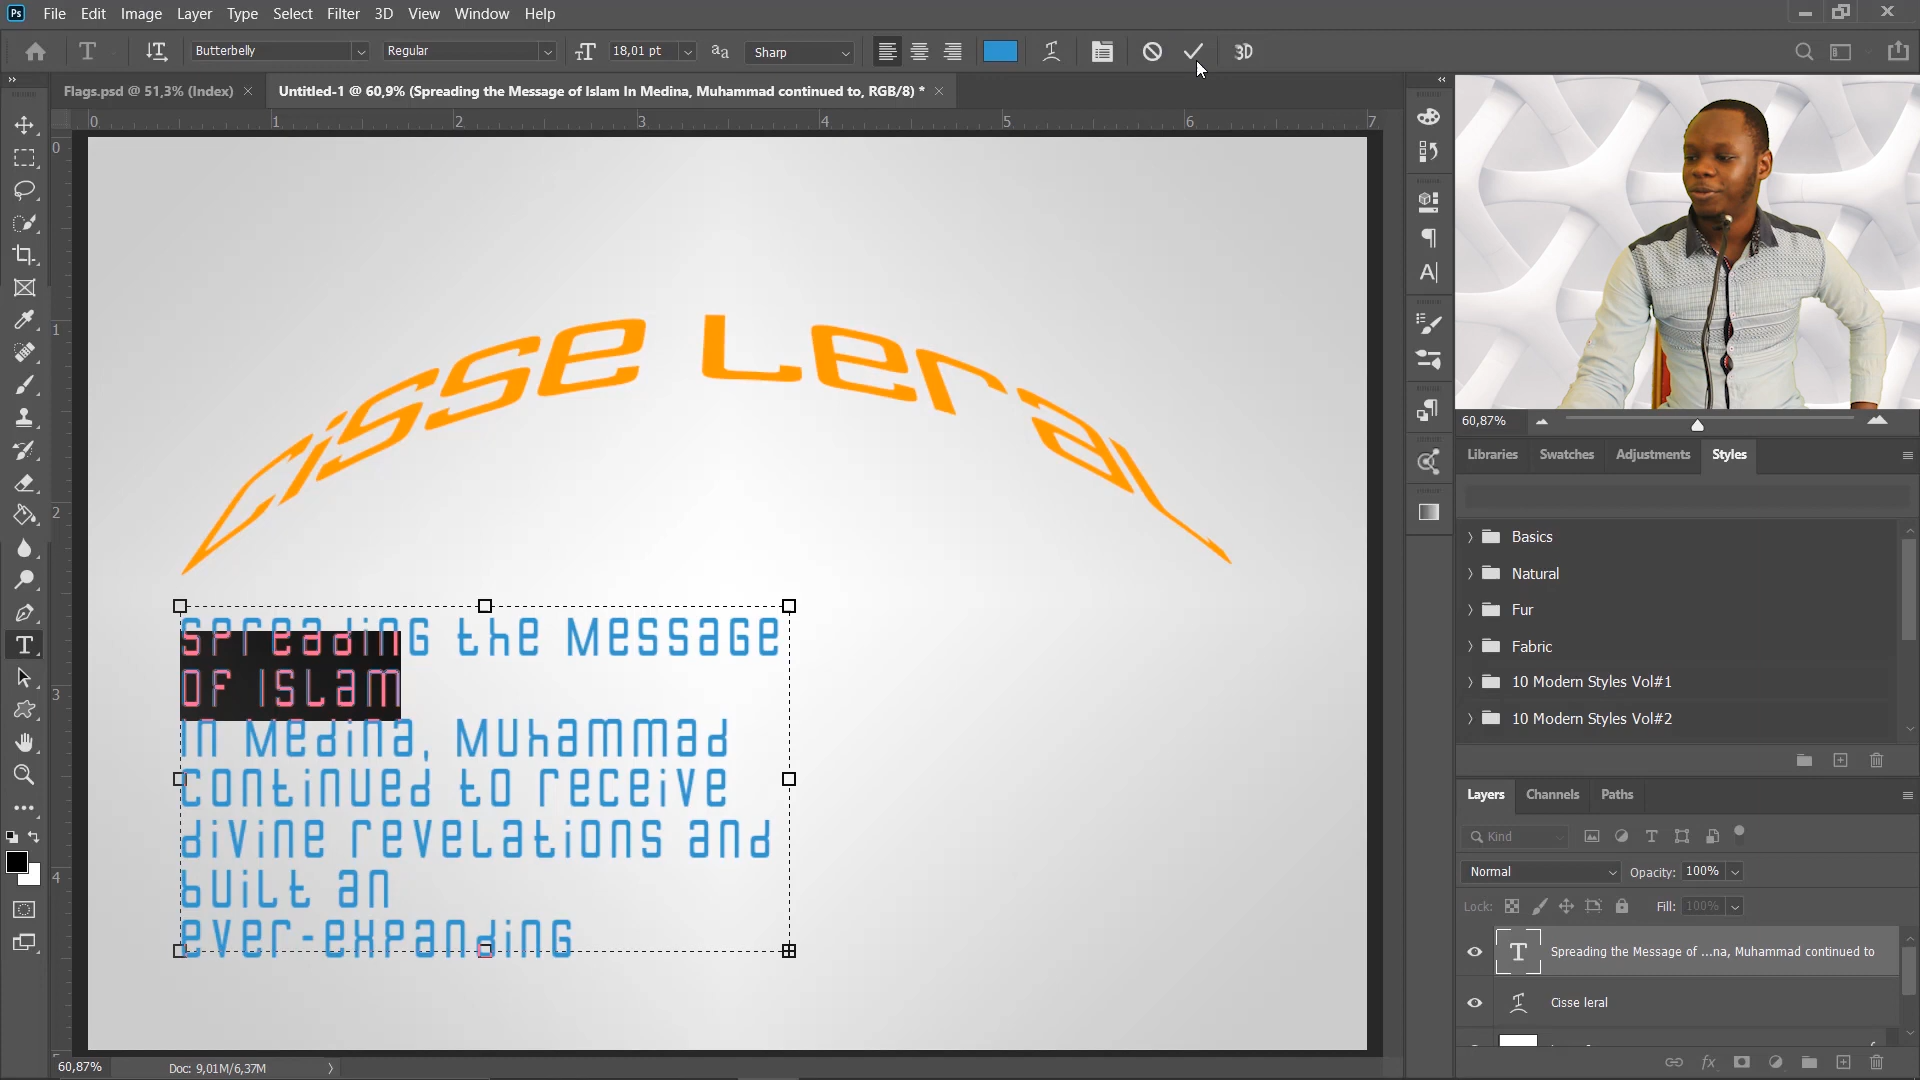 Ps File Edit Image Layer Type Select Filter 3D View Window Help
Butterbelly Regular 18,01 pt Sharp 3D
Flags.psd @ 51,3% (Index) × Untitled-1 @ 60,9% (Spreading the Message of Islam In Medina, Muhammad continued to, RGB/8) * ×
0 1 2 3 4 5 6 7
0
1
2
3
4
Cisse Leral
Spreading the Message
Of Islam
In Medina, Muhammad
continued to receive
divine revelations and
built an
ever-expanding
60,87%
Libraries Swatches Adjustments Styles
Basics
Natural
Fur
Fabric
10 Modern Styles Vol#1
10 Modern Styles Vol#2
Layers Channels Paths
Kind
Normal Opacity: 100%
Lock: Fill: 100%
Spreading the Message of ...na, Muhammad continued to
Cisse leral
60,87% Doc: 9,01M/6,37M